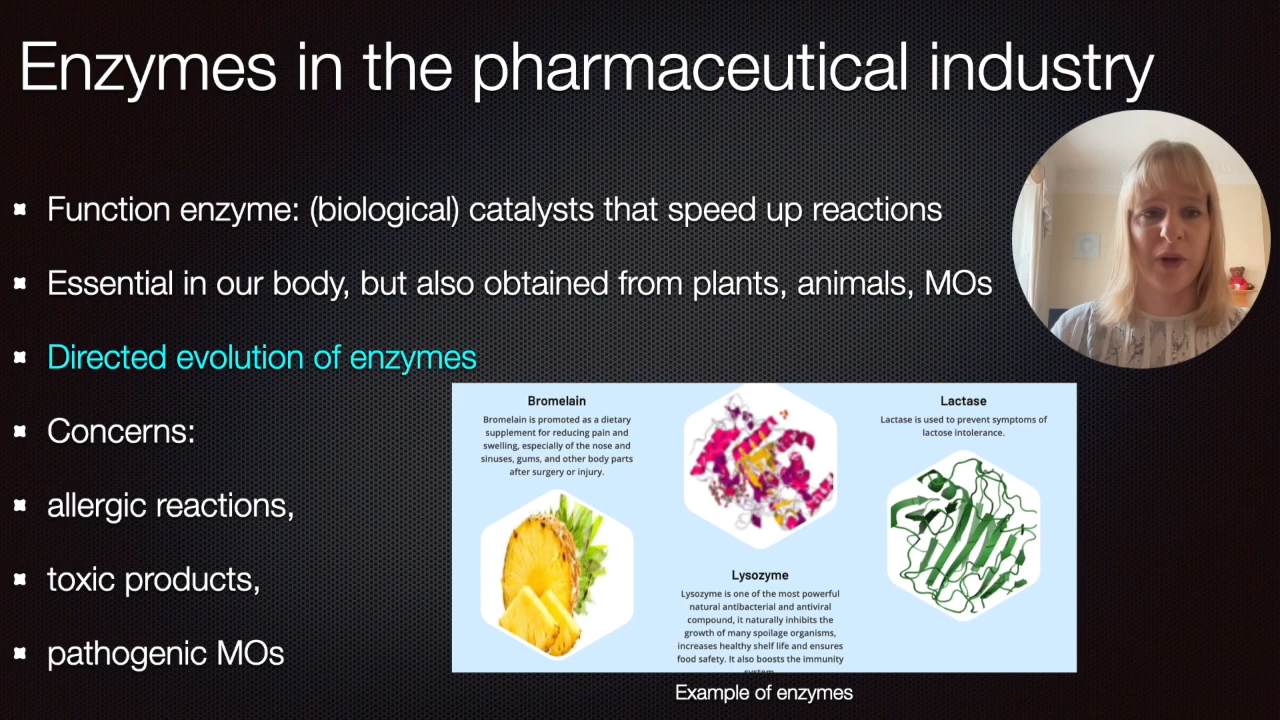 Enzymes in the pharmaceutical industry
Function enzyme: (biological) catalysts that speed up reactions
Essential in our body, but also obtained from plants, animals, MOs
Directed evolution of enzymes
Concerns:
allergic reactions,
toxic products,
pathogenic MOs
Bromelain
Bromelain is promoted as a dietary
supplement for reducing pain and
swelling, especially of the nose and
sinuses, gums, and other body parts
after surgery or injury.
Lysozyme
Lysozyme is one of the most powerful
natural antibacterial and antiviral
compound, it naturally inhibits the
growth of many spoilage organisms,
increases healthy shelf life and ensures
food safety. It also boosts the immunity
system.
Lactase
Lactase is used to prevent symptoms of
lactose intolerance.
Example of enzymes